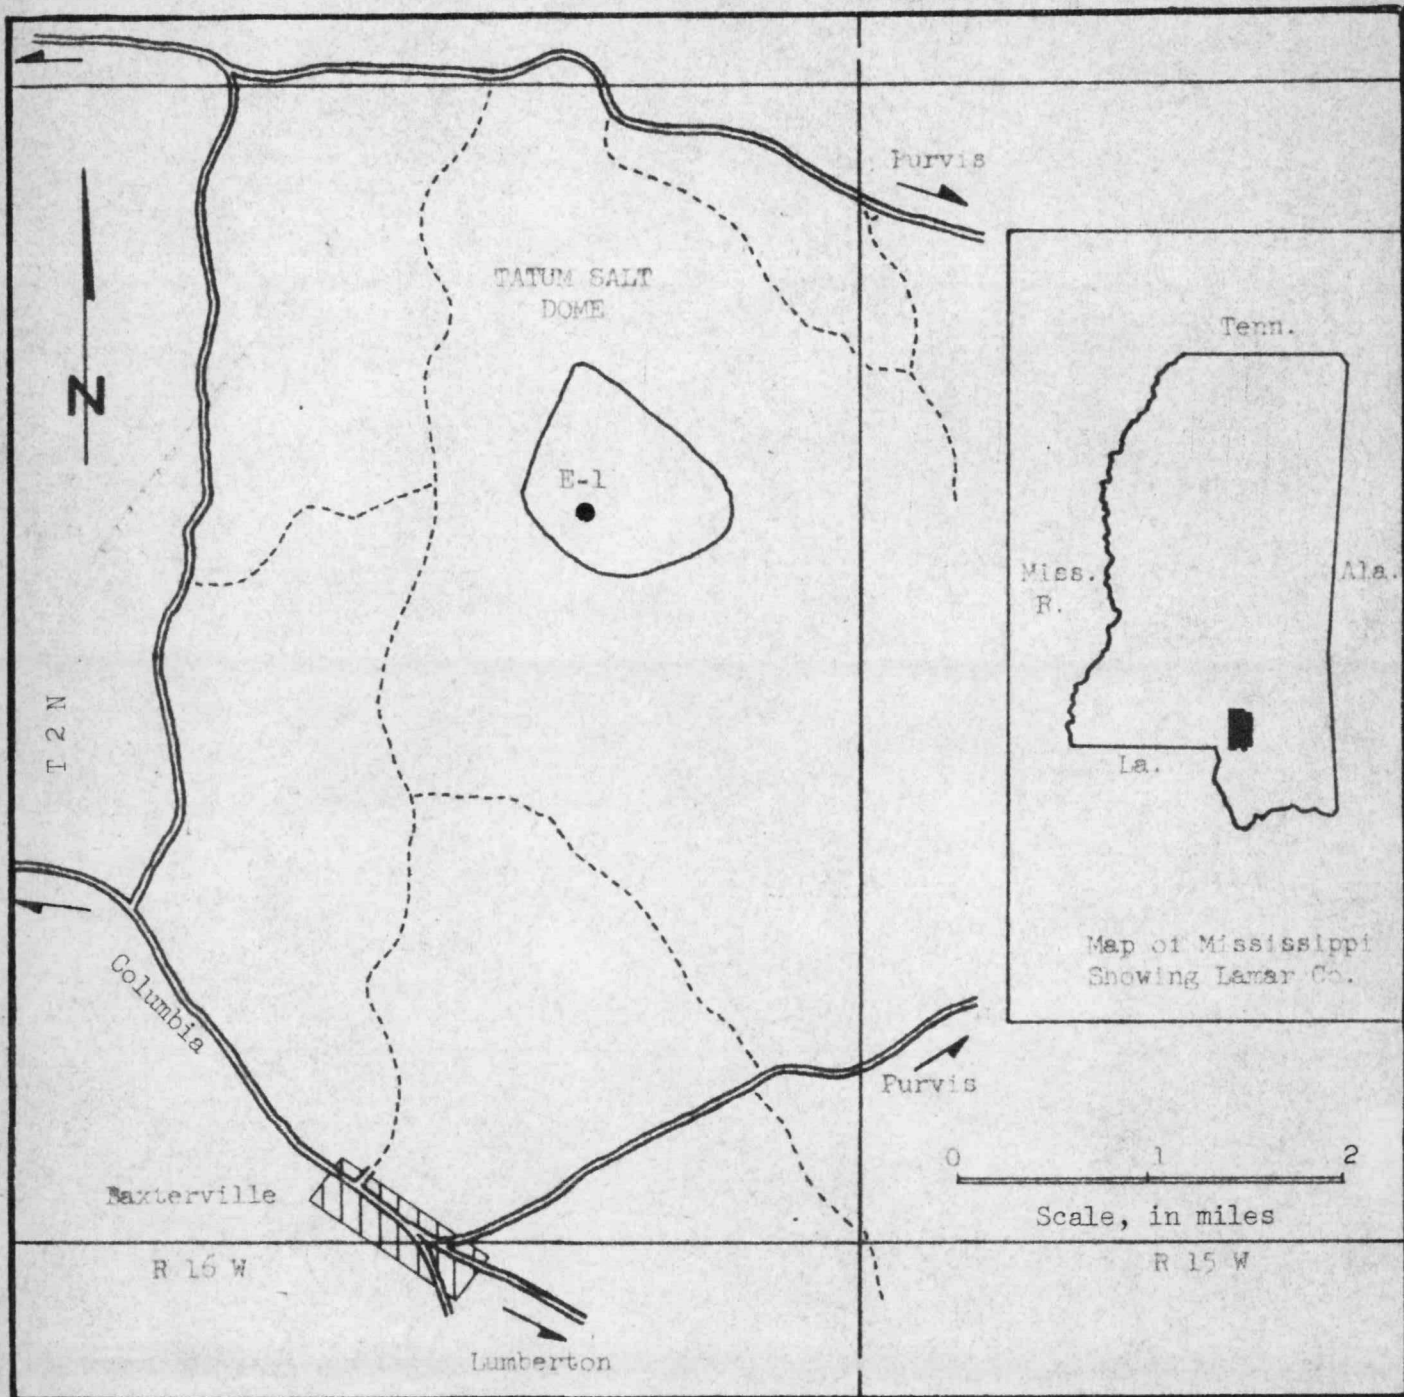 Purvis
TATUM SALT
DOME
Tenn.
N
E-1
Miss.
R.
Ala.
T 2 N
La.
Map of Mississippi
Showing Lamar Co.
Columbia
Purvis
0 1 2
Scale, in miles
Baxterville
R 16 W
R 15 W
Lumberton